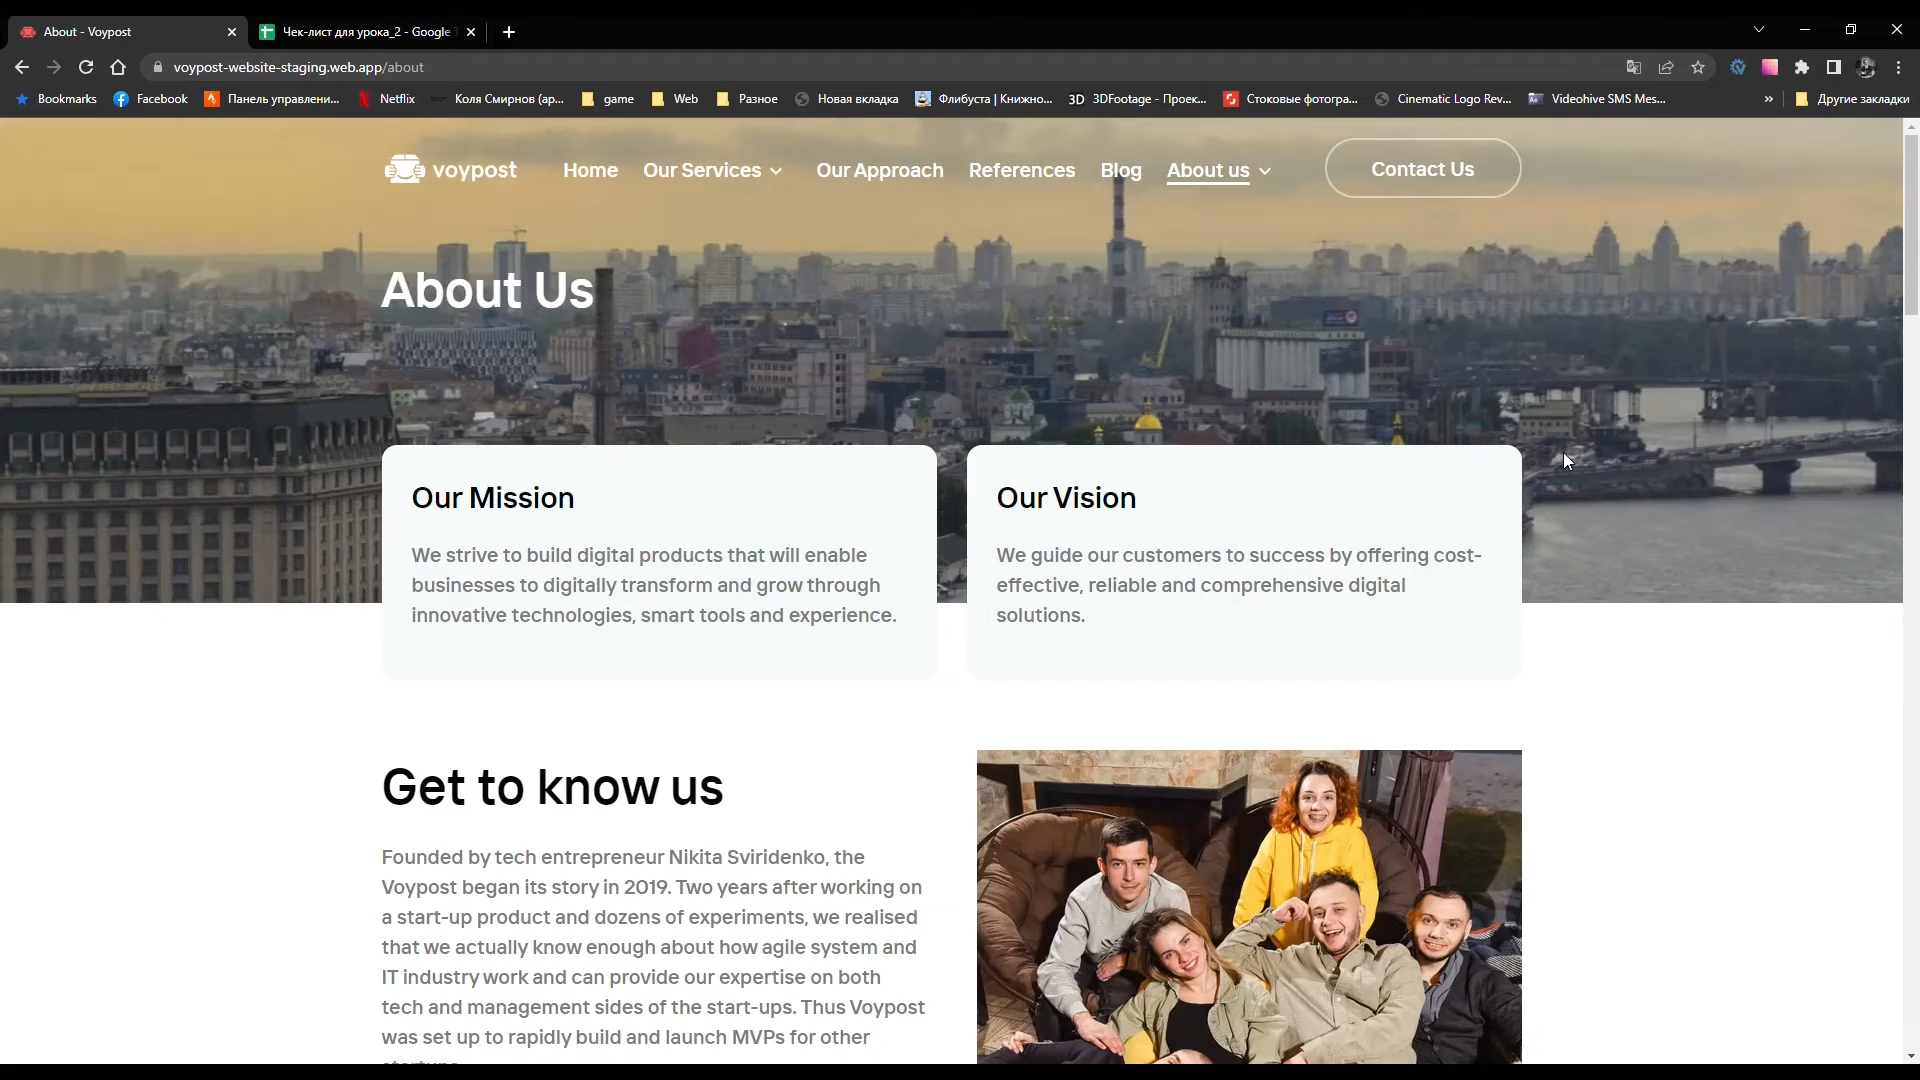 About - Voypost
Чек-лист для урока_2 - Google
voypost-website-staging.web.app/about
Bookmarks
Facebook
Панель управлени...
Netflix
Коля Смирнов (ар...
game
Web
Разное
Новая вкладка
Флибуста | Книжно...
3D 3DFootage - Проек...
Стоковые фотогра...
Cinematic Logo Rev...
Videohive SMS Mes...
»
Другие закладки
voypost
Home
Our Services
Our Approach
References
Blog
About us
Contact Us
About Us
Our Mission
We strive to build digital products that will enable
businesses to digitally transform and grow through
innovative technologies, smart tools and experience.
Our Vision
We guide our customers to success by offering cost-
effective, reliable and comprehensive digital
solutions.
Get to know us
Founded by tech entrepreneur Nikita Sviridenko, the
Voypost began its story in 2019. Two years after working on
a start-up product and dozens of experiments, we realised
that we actually know enough about how agile system and
IT industry work and can provide our expertise on both
tech and management sides of the start-ups. Thus Voypost
was set up to rapidly build and launch MVPs for other